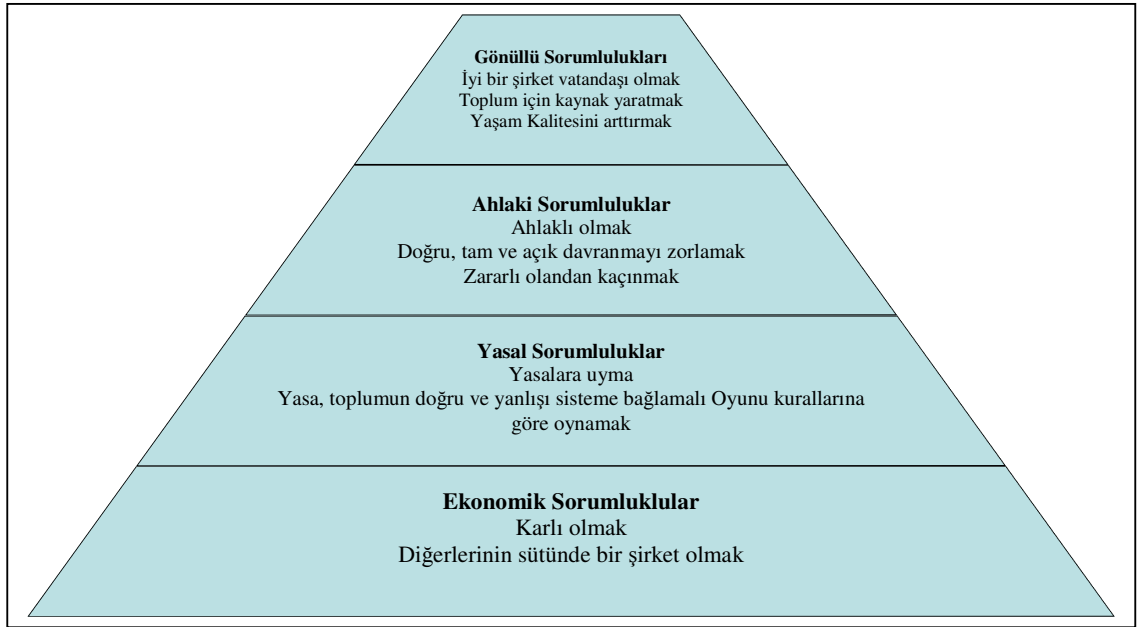 Gönüllü Sorumlulukları
İyi bir şirket vatandaşı olmak
Toplum için kaynak yaratmak
Yaşam Kalitesini arttırmak
Ahlaki Sorumluluklar
Ahlaklı olmak
Doğru, tam ve açık davranmayı zorlamak
Zararlı olandan kaçınmak
Yasal Sorumluluklar
Yasalara uyma
Yasa, toplumun doğru ve yanlışı sisteme bağlamalı Oyunu kurallarına
göre oynamak
Ekonomik Sorumluklular
Karlı olmak
Diğerlerinin sütünde bir şirket olmak